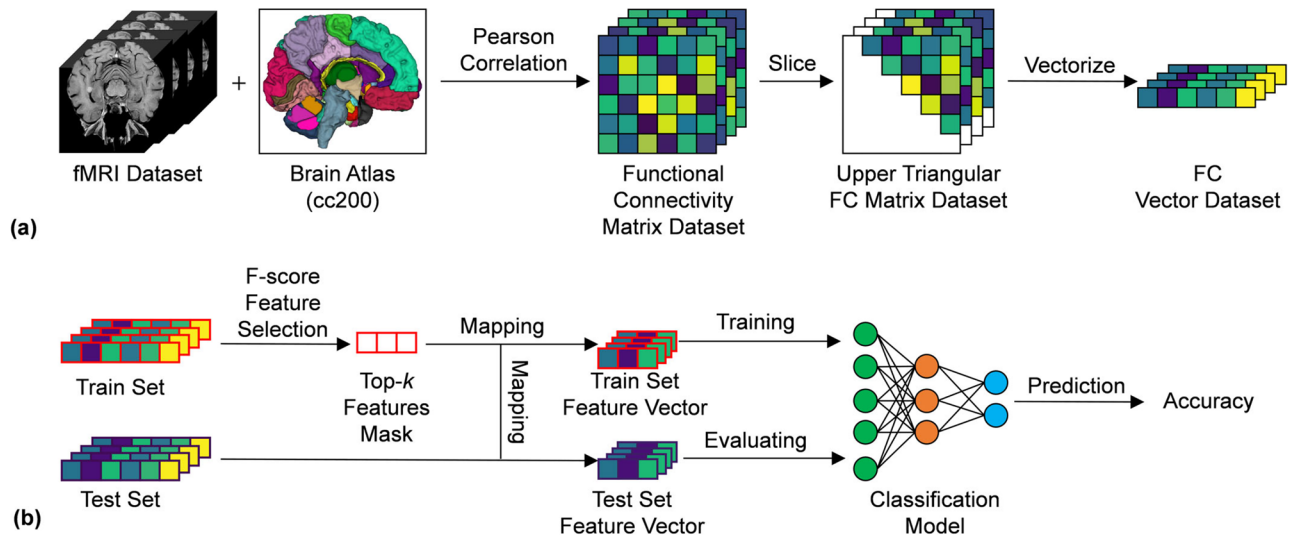 Pearson
Correlation
Slice
Vectorize
+
fMRI Dataset
Brain Atlas
(cc200)
Functional
Connectivity
Matrix Dataset
Upper Triangular
FC Matrix Dataset
FC
Vector Dataset
(a)
F-score
Feature
Selection
Mapping
Training
Train Set
Top-k
Features
Mask
Mapping
Train Set
Feature Vector
Prediction
Accuracy
Evaluating
Test Set
Test Set
Feature Vector
Classification
Model
(b)